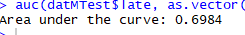 > auc(datMTest$late, as.vector(
Area under the curve: 0.6984
>